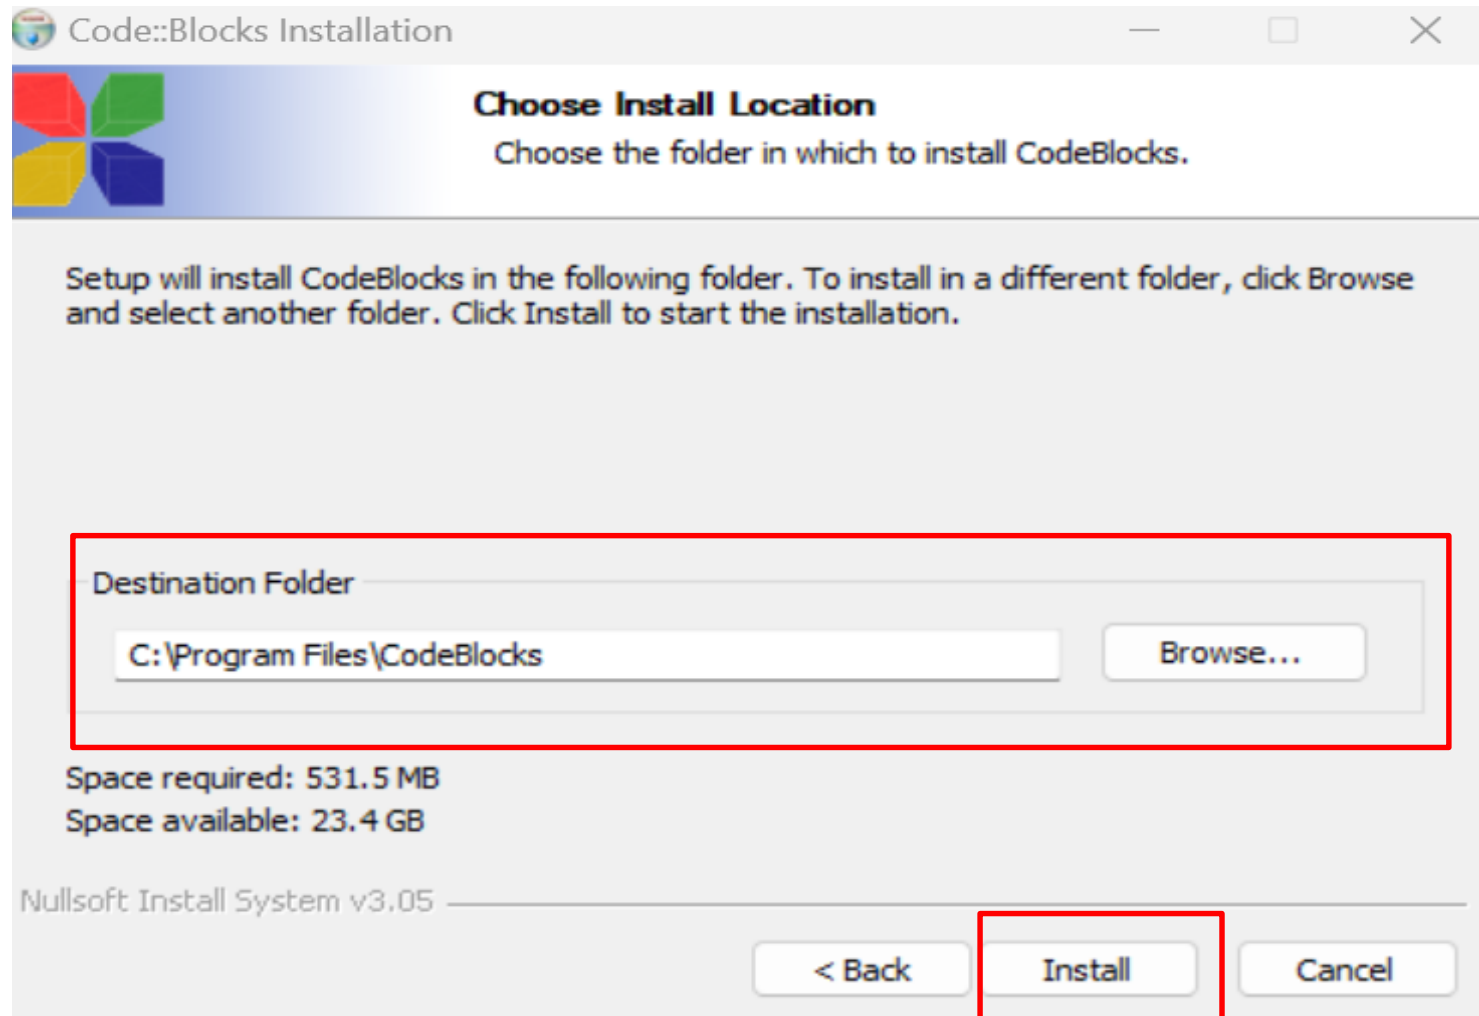 Code::Blocks Installation
Choose Install Location
Choose the folder in which to install CodeBlocks.
Setup will install CodeBlocks in the following folder. To install in a different folder, click Browse
and select another folder. Click Install to start the installation.
Destination Folder
C:\Program Files\CodeBlocks
Browse...
Space required: 531.5 MB
Space available: 23.4 GB
Nullsoft Install System v3.05
< Back
Install
Cancel